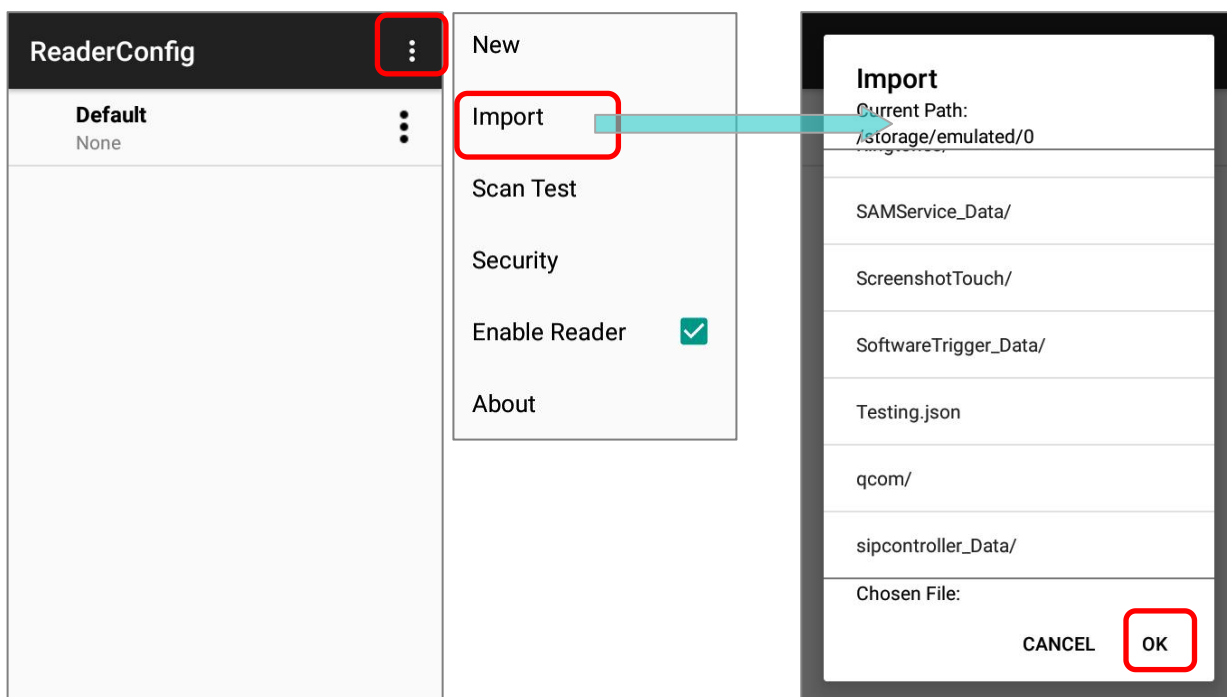 ReaderConfig
Default
None
New
Import
Scan Test
Security
Enable Reader
About
Import
Current Path:
/storage/emulated/0
SAMService_Data/
ScreenshotTouch/
SoftwareTrigger_Data/
Testing.json
qcom/
sipcontroller_Data/
Chosen File:
CANCEL OK